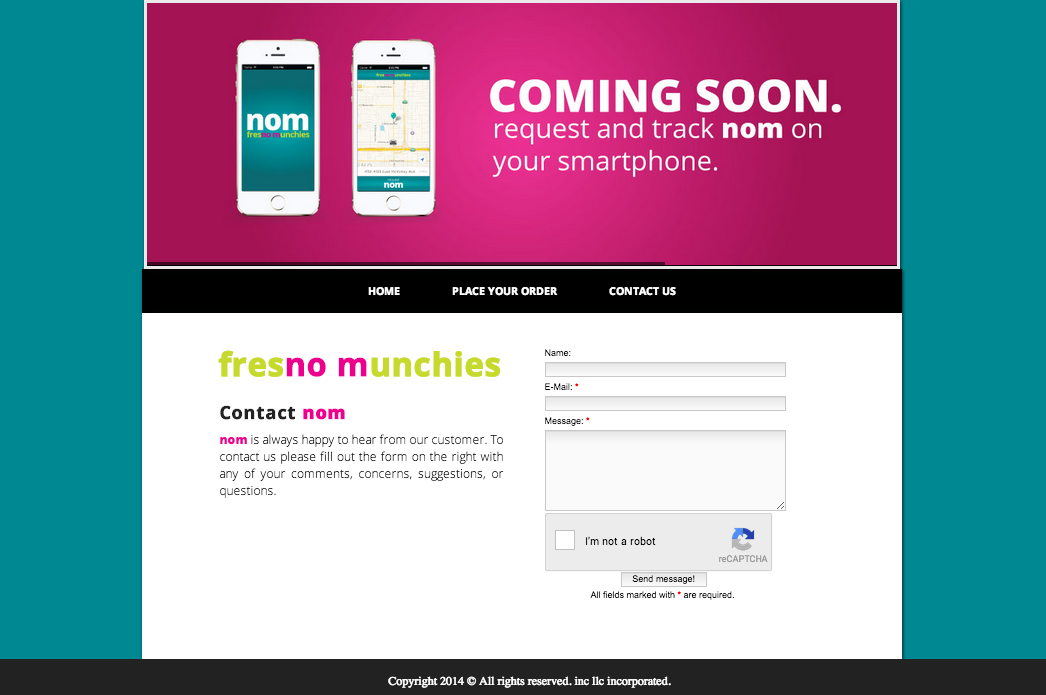 COMING SOON.
request and track nom on
your smartphone.
nom
fresno munchies
fresno munchies
nom
HOME PLACE YOUR ORDER CONTACT US
fresno munchies
Contact nom
nom is always happy to hear from our customer. To
contact us please fill out the form on the right with
any of your comments, concerns, suggestions, or
questions.
Name:
E-Mail: *
Message: *
I'm not a robot
reCAPTCHA
Send message!
All fields marked with * are required.
Copyright 2014 © All rights reserved. inc llc incorporated.